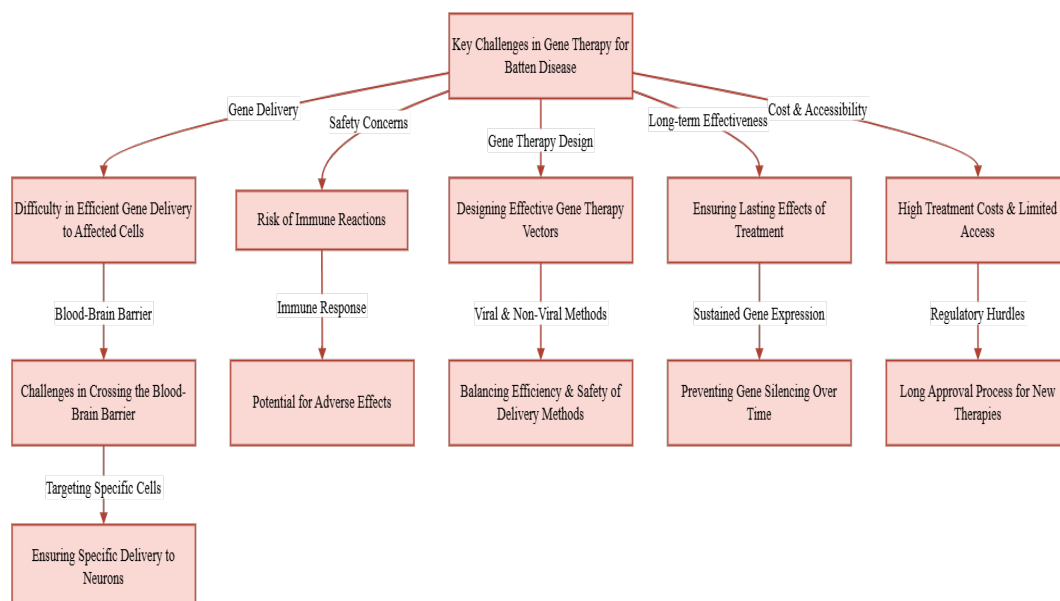 Key Challenges in Gene Therapy for
Batten Disease
Gene Delivery
Safety Concerns
Gene Therapy Design
Long-term Effectiveness
Cost & Accessibility
Difficulty in Efficient Gene Delivery
to Affected Cells
Risk of Immune Reactions
Designing Effective Gene Therapy
Vectors
Ensuring Lasting Effects of
Treatment
High Treatment Costs & Limited
Access
Blood-Brain Barrier
Immune Response
Viral & Non-Viral Methods
Sustained Gene Expression
Regulatory Hurdles
Challenges in Crossing the Blood-
Brain Barrier
Potential for Adverse Effects
Balancing Efficiency & Safety of
Delivery Methods
Preventing Gene Silencing Over
Time
Long Approval Process for New
Therapies
Targeting Specific Cells
Ensuring Specific Delivery to
Neurons